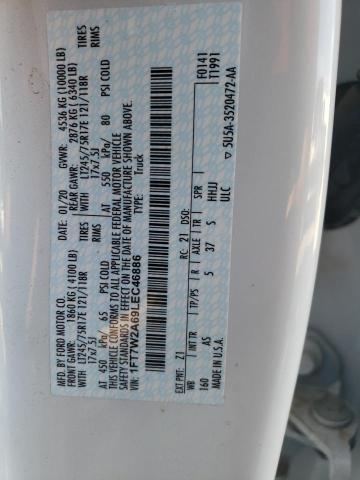 MFD. BY FORD MOTOR CO.
DATE: 01/20 GVWR: 4536 KG (10000 LB)
FRONT GAWR: 1860 KG (4100 LB) REAR GAWR: 2876 KG (6340 LB)
WITH LT245/75R17E 121/118R TIRES WITH LT245/75R17E 121/118R TIRES
17x7.5J RIMS 17x7.5J RIMS
AT 450 kPa/ 65 PSI COLD AT 550 kPa/ 80 PSI COLD
THIS VEHICLE CONFORMS TO ALL APPLICABLE FEDERAL MOTOR VEHICLE
SAFETY STANDARDS IN EFFECT ON THE DATE OF MANUFACTURE SHOWN ABOVE.
VIN: 1FT7W2A69LEC46886
TYPE: Truck
F0141
T1991
EXT PNT: Z1 RC: 21 DSO:
WB INT TR TP/PS R AXLE TR SPR
160 AS 5 37 S HHJJ
MADE IN U.S.A. ULC
▽ 5U5A-3520472-AA